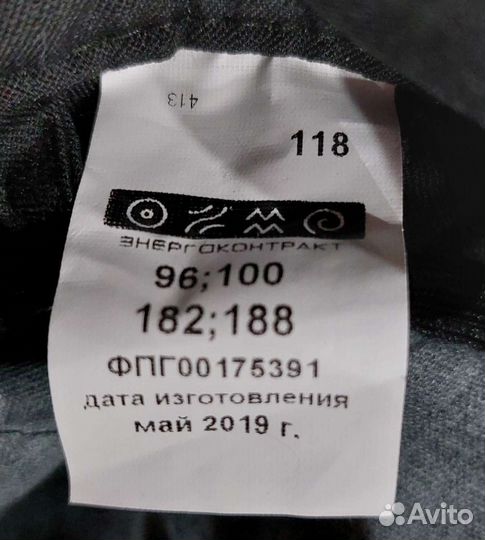 413
118
ЭНЕРГОКОНТРАКТ
96;100
182;188
ФПГ00175391
дата изготовления
май 2019 г.
Avito